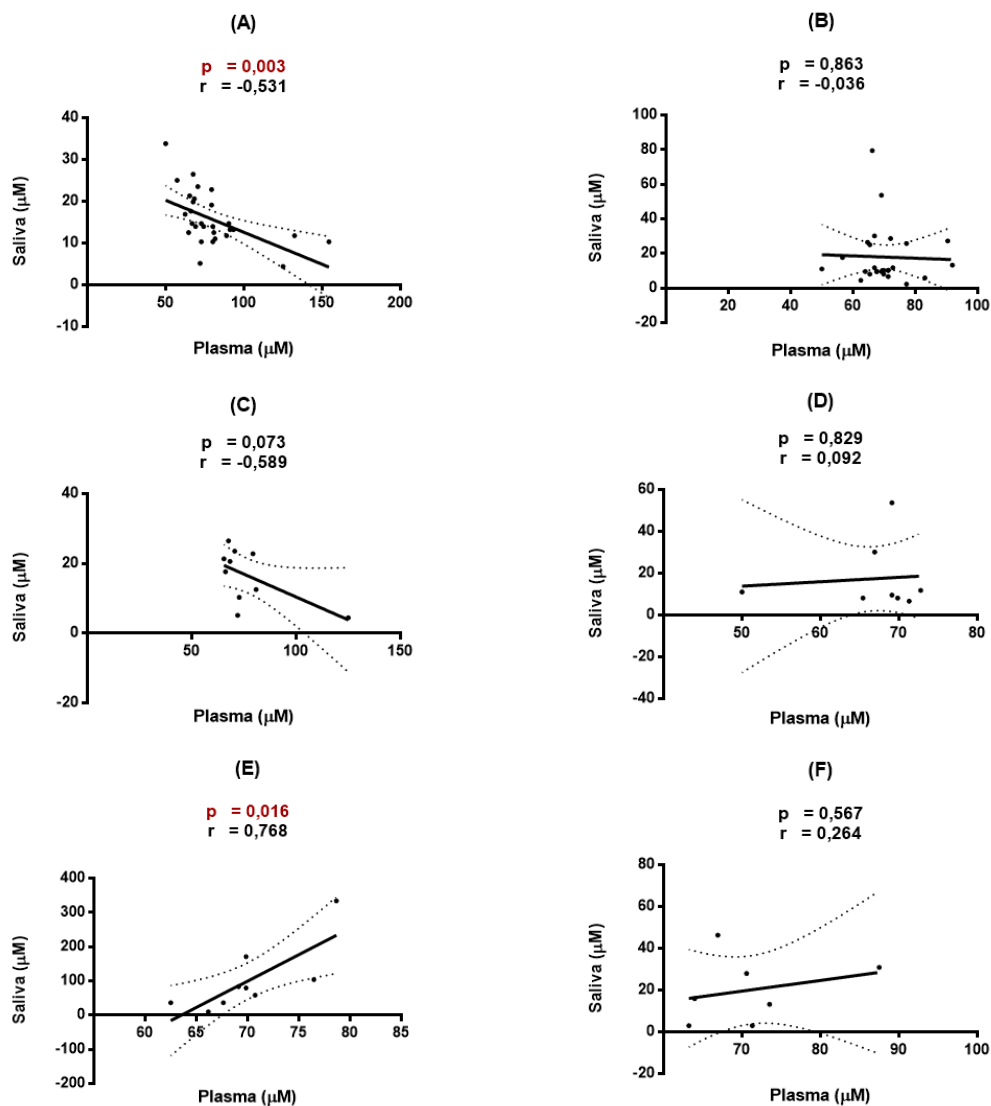 (A)
p = 0,003
r = -0,531
40
30
20
10
0
-10
50
100
150
200
Saliva (µM)
Plasma (µM)
(B)
p = 0,863
r = -0,036
100
80
60
40
20
0
-20
20
40
60
80
100
Saliva (µM)
Plasma (µM)
(C)
p = 0,073
r = -0,589
40
20
0
-20
50
100
150
Saliva (µM)
Plasma (µM)
(D)
p = 0,829
r = 0,092
60
40
20
0
-20
-40
50
60
70
80
Saliva (µM)
Plasma (µM)
(E)
p = 0,016
r = 0,768
400
300
200
100
0
-100
-200
60
65
70
75
80
85
Saliva (µM)
Plasma (µM)
(F)
p = 0,567
r = 0,264
80
60
40
20
0
-20
70
80
90
100
Saliva (µM)
Plasma (µM)